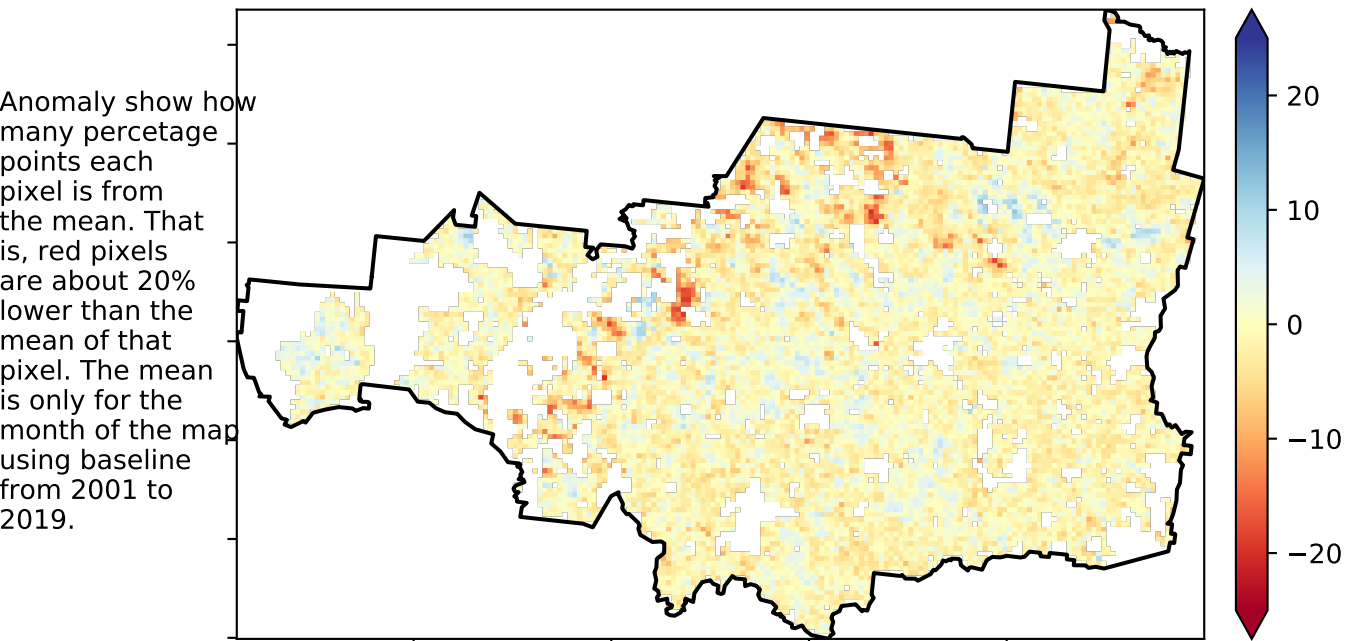 Anomaly show how
many percetage
points each
pixel is from
the mean. That
is, red pixels
are about 20%
lower than the
mean of that
pixel. The mean
is only for the
month of the map
using baseline
from 2001 to
2019.
20
10
0
−10
−20